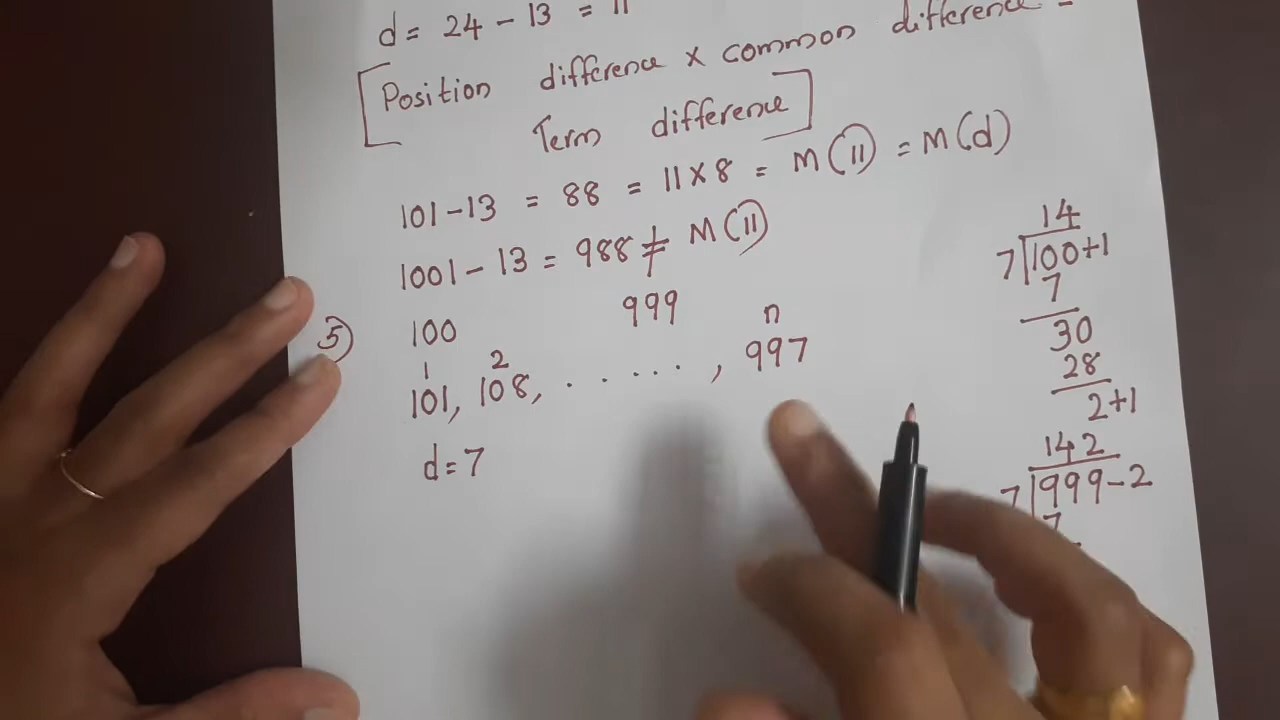 d = 24 - 13 = 11
[Position difference × common difference =
Term difference]
101-13 = 88 = 11×8 = M(11) = M(d)
1001-13 = 988 ≠ M(11)
5) 100 999 n
1 2
101, 108, ......, 997
d=7
14
7|100+1
7
30
28
2+1
142
7|999-2
7